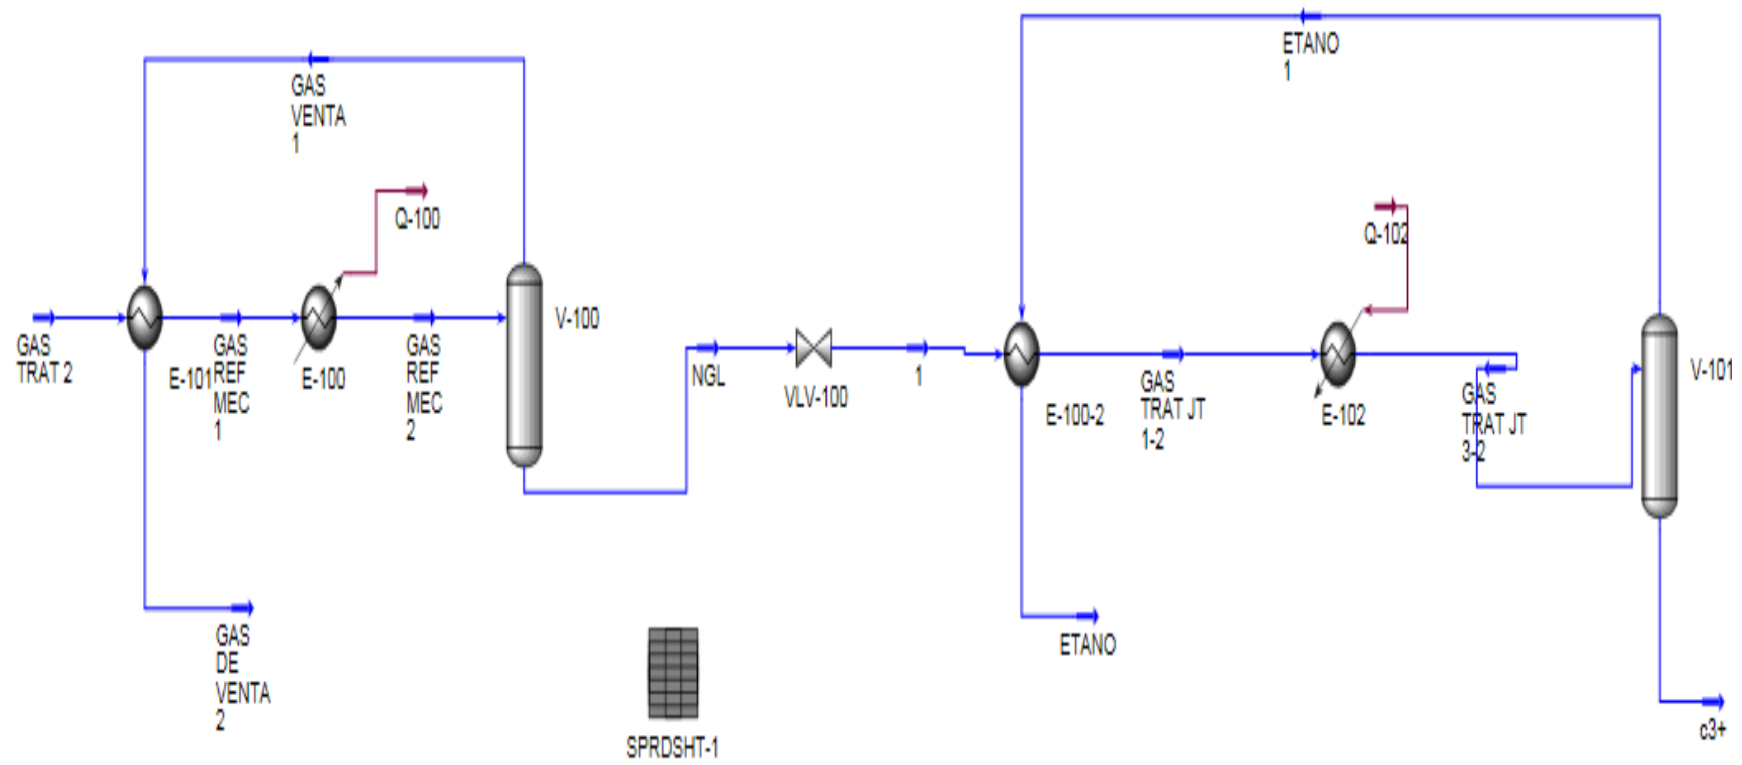 ETANO
1
GAS
VENTA
1
Q-100
Q-102
V-100
GAS
TRAT 2
E-101
GAS
REF
MEC
1
E-100
GAS
REF
MEC
2
NGL
VLV-100
1
E-100-2
GAS
TRAT JT
1-2
E-102
GAS
TRAT JT
3-2
V-101
GAS
DE
VENTA
2
ETANO
SPRDSHT-1
c3+